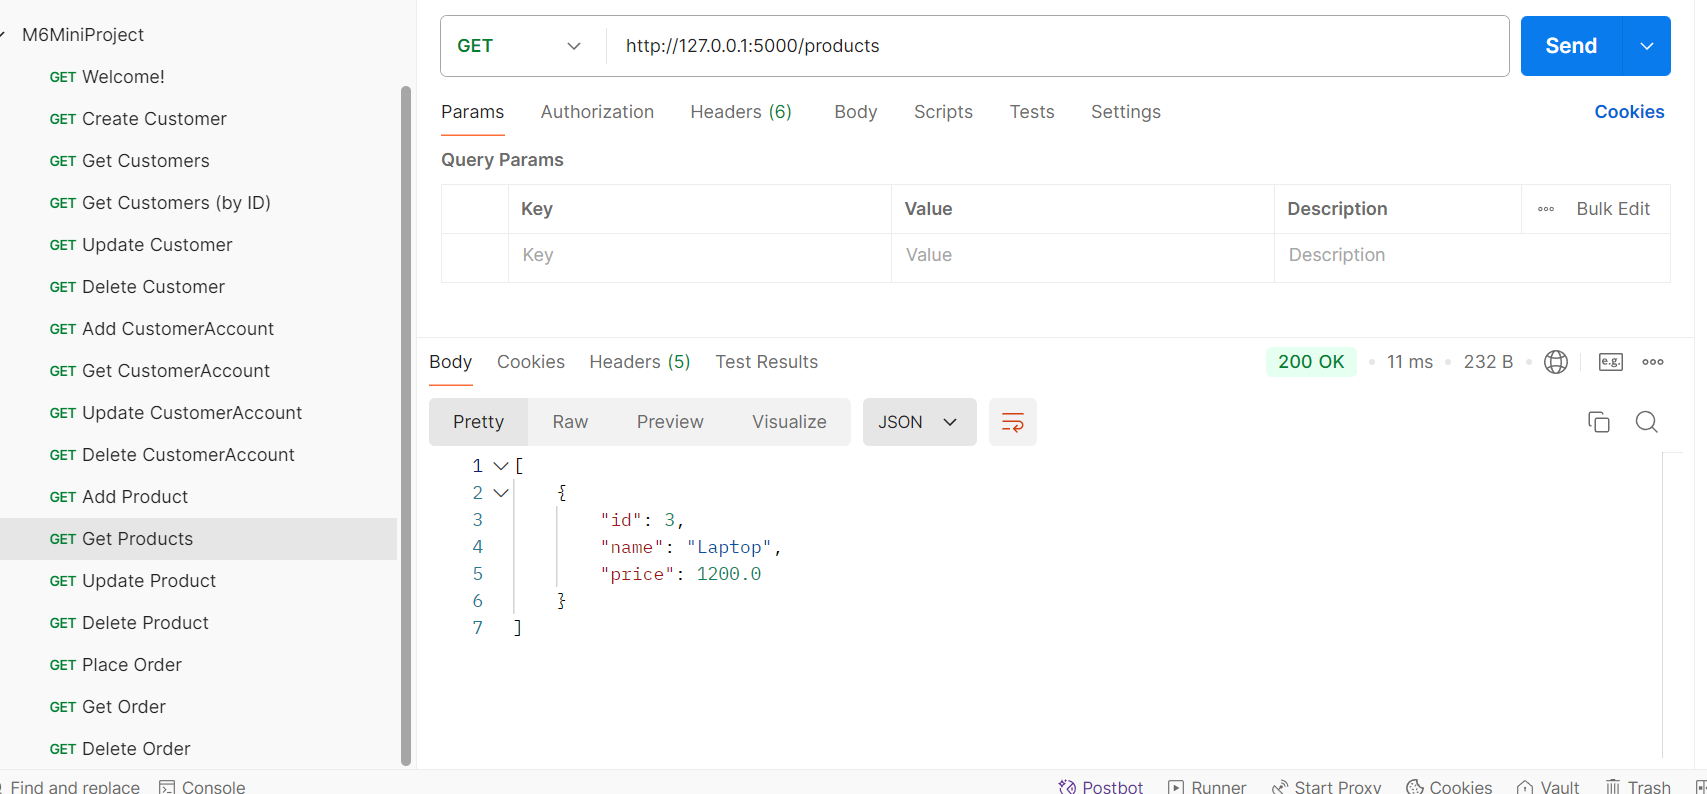 M6MiniProject
GET Welcome!
GET Create Customer
GET Get Customers
GET Get Customers (by ID)
GET Update Customer
GET Delete Customer
GET Add CustomerAccount
GET Get CustomerAccount
GET Update CustomerAccount
GET Delete CustomerAccount
GET Add Product
GET Get Products
GET Update Product
GET Delete Product
GET Place Order
GET Get Order
GET Delete Order
GET http://127.0.0.1:5000/products Send
Params Authorization Headers (6) Body Scripts Tests Settings Cookies
Query Params
Key Value Description Bulk Edit
Key Value Description
Body Cookies Headers (5) Test Results 200 OK 11 ms 232 B e.g.
Pretty Raw Preview Visualize JSON
1 [
2 {
3 "id": 3,
4 "name": "Laptop",
5 "price": 1200.0
6 }
7 ]
Find and replace Console Postbot Runner Start Proxy Cookies Vault Trash